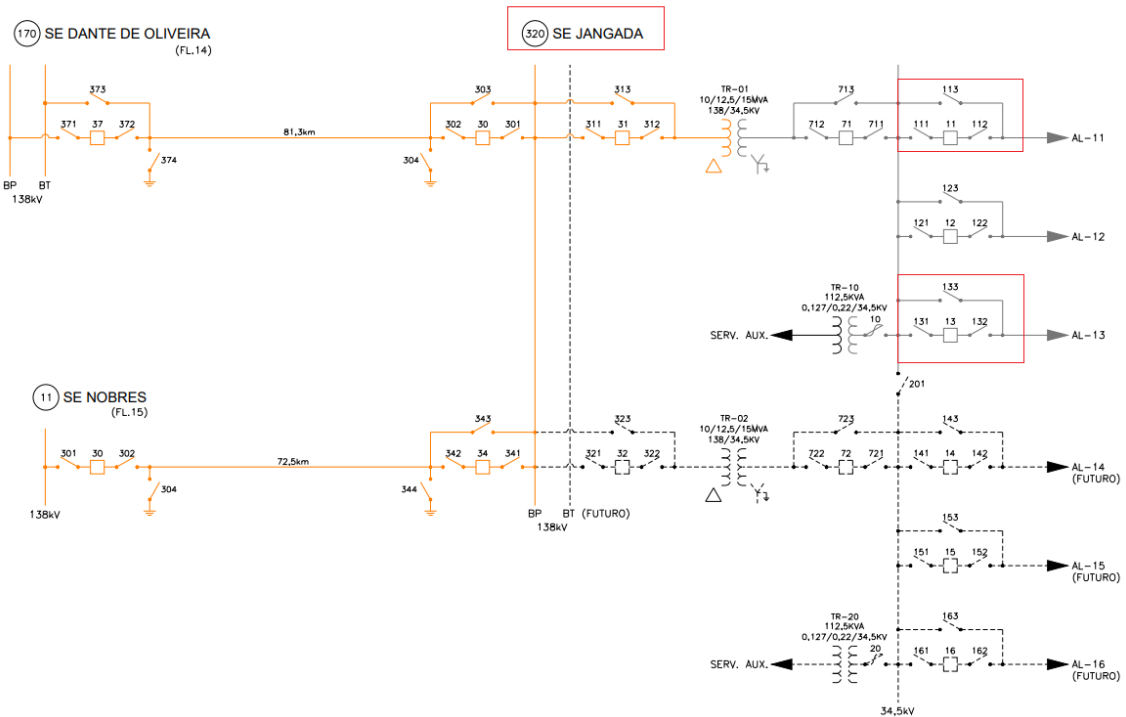 170 SE DANTE DE OLIVEIRA
(FL.14)
320 SE JANGADA
373
371 37 372
374
BP BT
138kV
81,3km
303
302 30 301
304
313
311 31 312
TR-01
10/12,5/15MVA
138/34,5KV
713
712 71 711
113
111 11 112
AL-11
123
121 12 122
AL-12
TR-10
112,5KVA
0,127/0,22/34,5KV
SERV. AUX.
10
133
131 13 132
AL-13
201
11 SE NOBRES
(FL.15)
301 30 302
304
138kV
72,5km
343
342 34 341
344
BP BT (FUTURO)
138kV
323
321 32 322
TR-02
10/12,5/15MVA
138/34,5KV
723
722 72 721
143
141 14 142
AL-14
(FUTURO)
153
151 15 152
AL-15
(FUTURO)
TR-20
112,5KVA
0,127/0,22/34,5KV
SERV. AUX.
20
163
161 16 162
AL-16
(FUTURO)
34,5kV